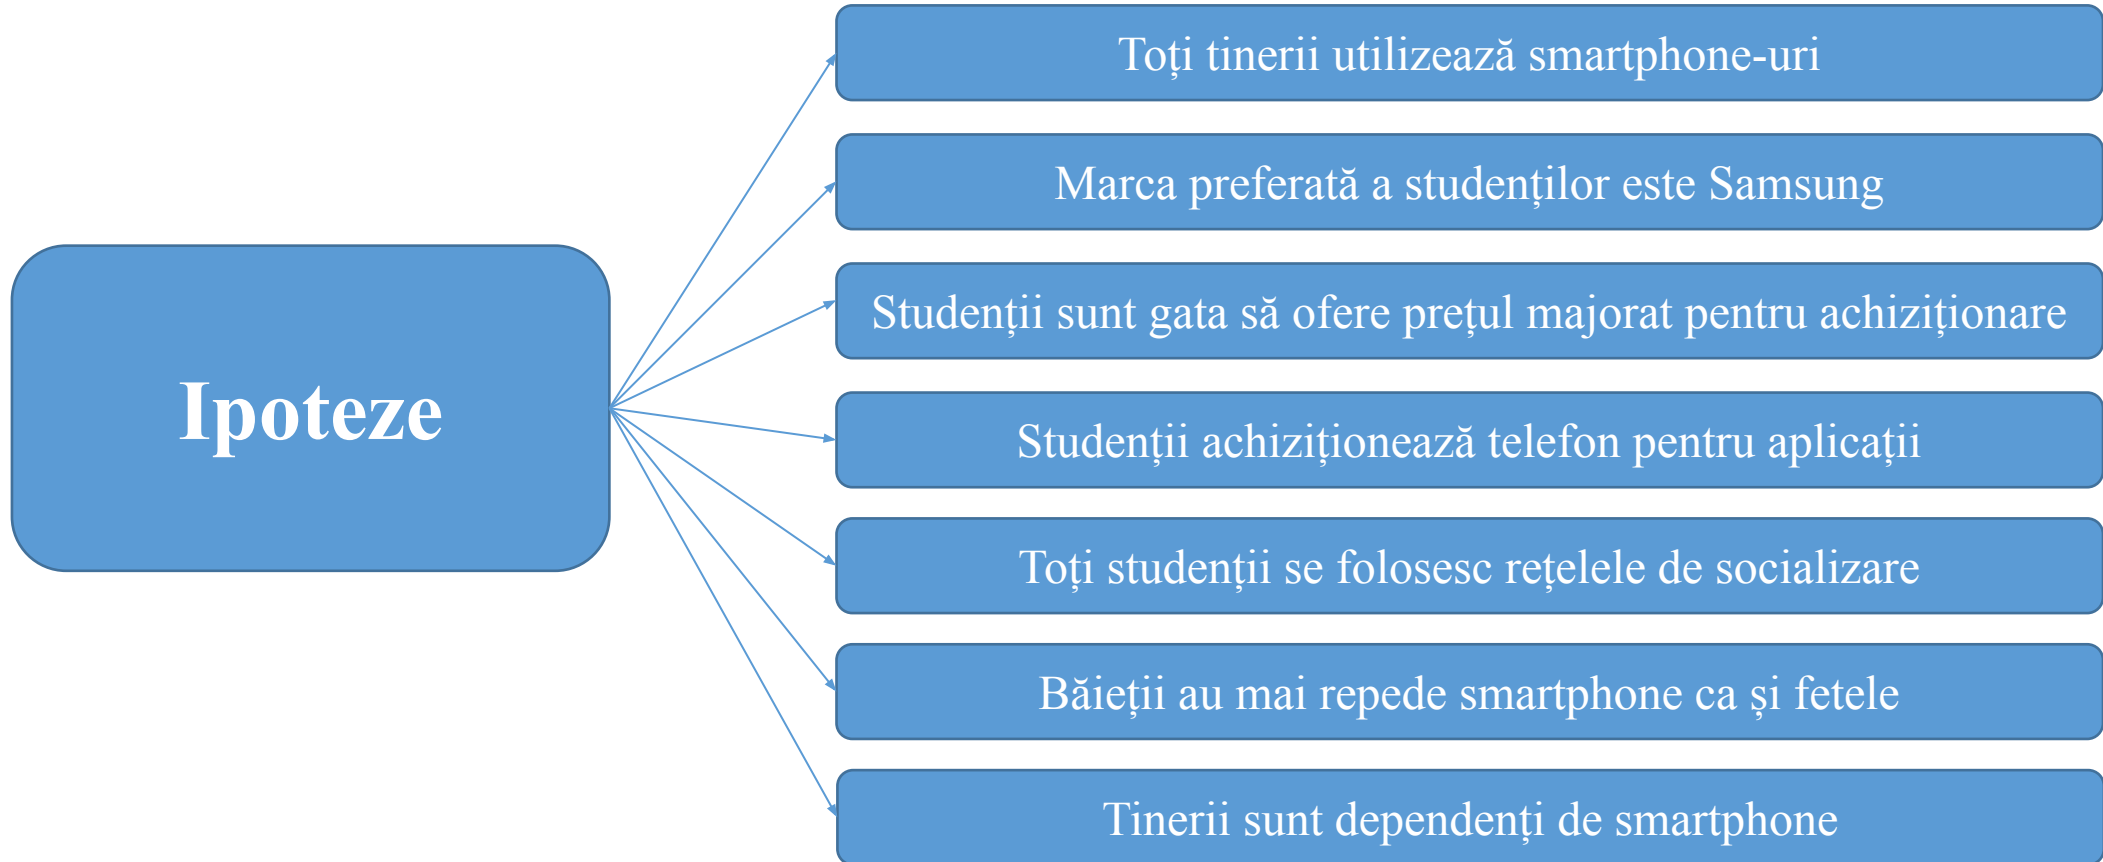 Ipoteze
Toți tinerii utilizează smartphone-uri
Marca preferată a studenților este Samsung
Studenții sunt gata să ofere prețul majorat pentru achiziționare
Studenții achiziționează telefon pentru aplicații
Toți studenții se folosesc rețelele de socializare
Băieții au mai repede smartphone ca și fetele
Tinerii sunt dependenți de smartphone